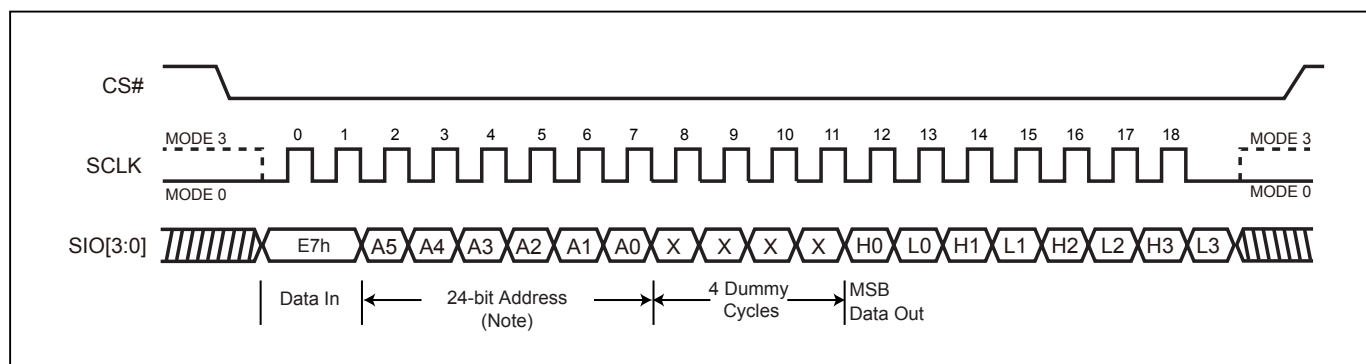 CS#
0 1 2 3 4 5 6 7 8 9 10 11 12 13 14 15 16 17 18
MODE 3
MODE 3
SCLK
MODE 0
MODE 0
SIO[3:0]
E7h A5 A4 A3 A2 A1 A0 X X X X H0 L0 H1 L1 H2 L2 H3 L3
Data In
24-bit Address
(Note)
4 Dummy
Cycles
MSB
Data Out